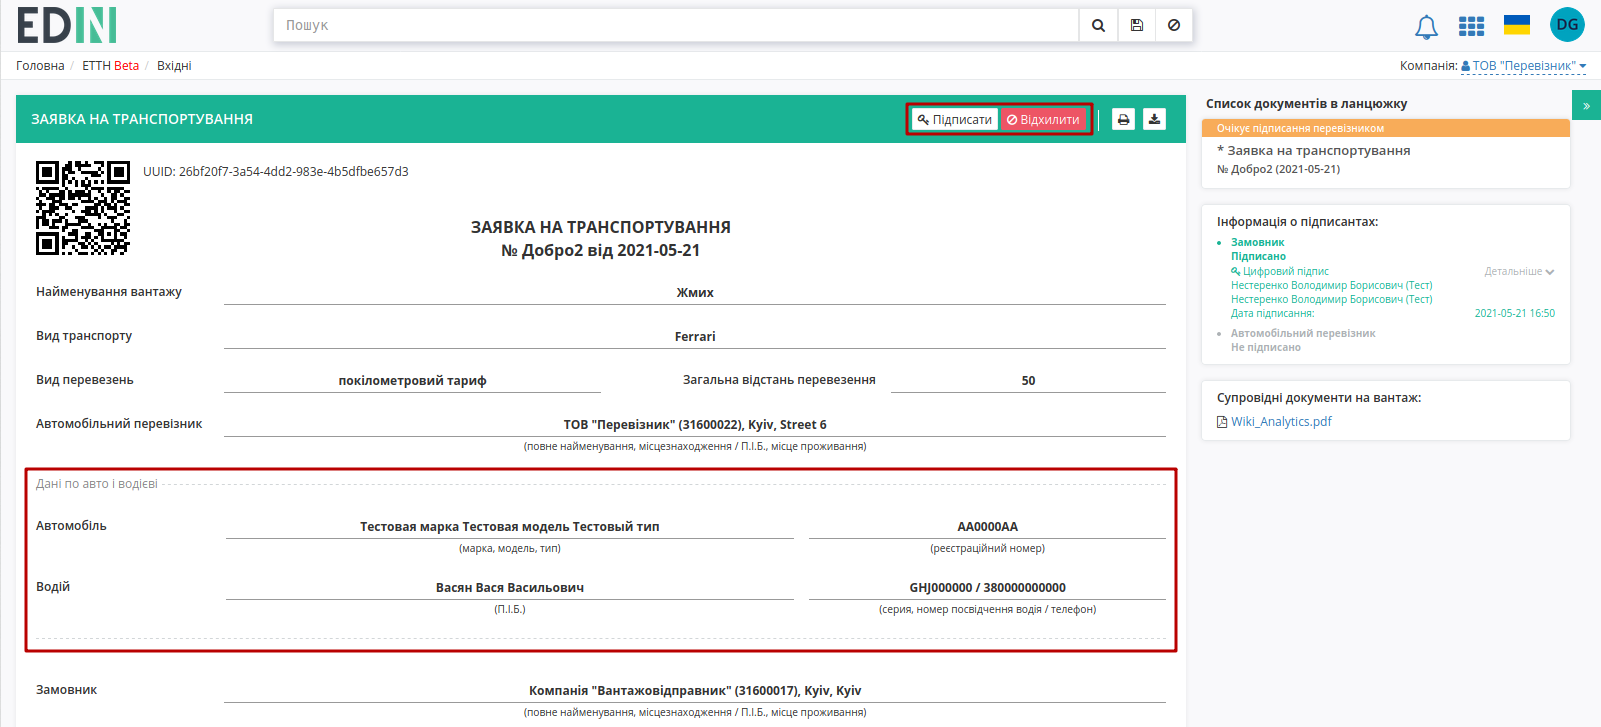 EDIN
Пошук
DG
Головна / ЕТТН Beta / Вхідні
Компанія: ТОВ "Перевізник"
ЗАЯВКА НА ТРАНСПОРТУВАННЯ
Підписати Відхилити
UUID: 26bf20f7-3a54-4dd2-983e-4b5dfbe657d3
ЗАЯВКА НА ТРАНСПОРТУВАННЯ
№ Добро2 від 2021-05-21
Найменування вантажу Жмих
Вид транспорту Ferrari
Вид перевезень покілометровий тариф Загальна відстань перевезення 50
Автомобільний перевізник ТОВ "Перевізник" (31600022), Kyiv, Street 6
(повне найменування, місцезнаходження / П.І.Б., місце проживання)
Дані по авто і водієві
Автомобіль Тестовая марка Тестовая модель Тестовый тип АА0000АА
(марка, модель, тип) (реєстраційний номер)
Водій Васян Вася Васильович GHJ000000 / 380000000000
(П.І.Б.) (серия, номер посвідчення водія / телефон)
Замовник Компанія "Вантажовідправник" (31600017), Kyiv, Kyiv
(повне найменування, місцезнаходження / П.І.Б., місце проживання)
Список документів в ланцюжку »
Очікує підписання перевізником
* Заявка на транспортування
№ Добро2 (2021-05-21)
Інформація о підписантах:
Замовник
Підписано
Цифровий підпис Детальніше
Нестеренко Володимир Борисович (Тест)
Нестеренко Володимир Борисович (Тест)
Дата підписання: 2021-05-21 16:50
Автомобільний перевізник
Не підписано
Супровідні документи на вантаж:
Wiki_Analytics.pdf